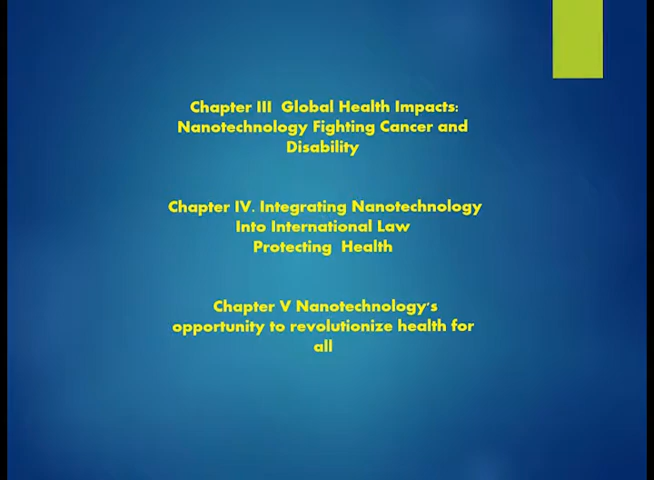 Chapter III Global Health Impacts:
Nanotechnology Fighting Cancer and
Disability
Chapter IV. Integrating Nanotechnology
Into International Law
Protecting Health
Chapter V Nanotechnology's
opportunity to revolutionize health for
all